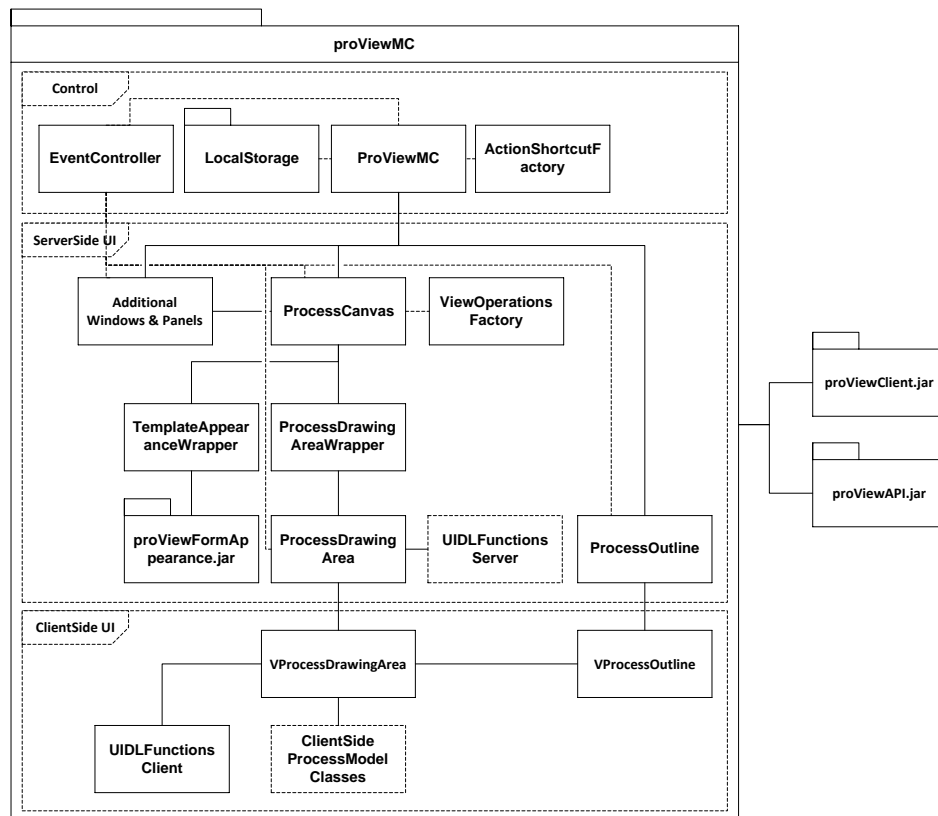 proViewMC
Control
EventController
LocalStorage
ProViewMC
ActionShortcutF
actory
ServerSide UI
Additional
Windows & Panels
ProcessCanvas
ViewOperations
Factory
proViewClient.jar
TemplateAppear
anceWrapper
ProcessDrawing
AreaWrapper
proViewAPI.jar
proViewFormAp
pearance.jar
ProcessDrawing
Area
UIDLFunctions
Server
ProcessOutline
ClientSide UI
VProcessDrawingArea
VProcessOutline
UIDLFunctions
Client
ClientSide
ProcessModel
Classes